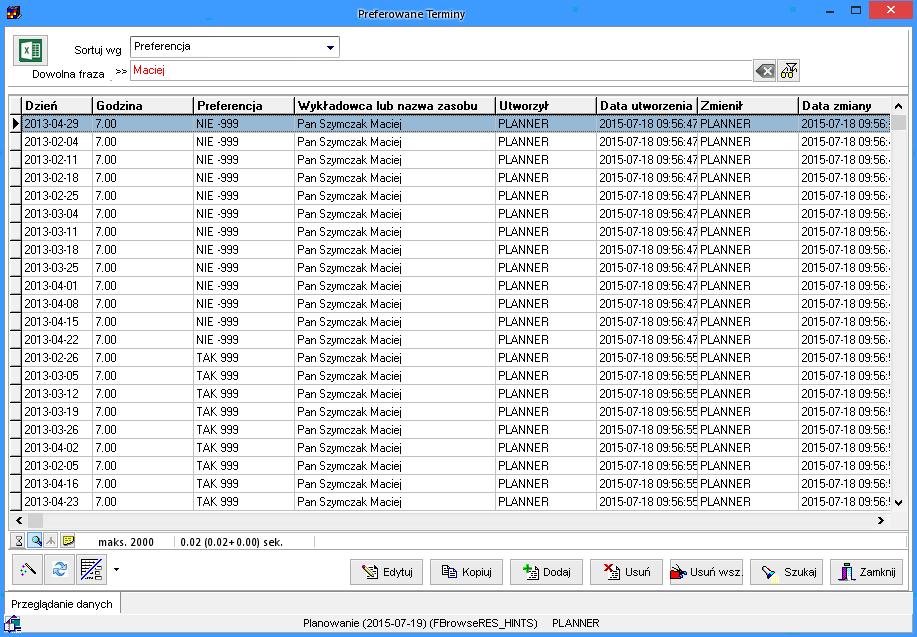 Preferowane Terminy
Sortuj wg Preferencja
Dowolna fraza >> Maciej
Dzień Godzina Preferencja Wykładowca lub nazwa zasobu Utworzył Data utworzenia Zmienił Data zmiany
2013-04-29 7.00 NIE -999 Pan Szymczak Maciej PLANNER 2015-07-18 09:56:47 PLANNER 2015-07-18 09:56:
2013-02-04 7.00 NIE -999 Pan Szymczak Maciej PLANNER 2015-07-18 09:56:47 PLANNER 2015-07-18 09:56:
2013-02-11 7.00 NIE -999 Pan Szymczak Maciej PLANNER 2015-07-18 09:56:47 PLANNER 2015-07-18 09:56:
2013-02-18 7.00 NIE -999 Pan Szymczak Maciej PLANNER 2015-07-18 09:56:47 PLANNER 2015-07-18 09:56:
2013-02-25 7.00 NIE -999 Pan Szymczak Maciej PLANNER 2015-07-18 09:56:47 PLANNER 2015-07-18 09:56:
2013-03-04 7.00 NIE -999 Pan Szymczak Maciej PLANNER 2015-07-18 09:56:47 PLANNER 2015-07-18 09:56:
2013-03-11 7.00 NIE -999 Pan Szymczak Maciej PLANNER 2015-07-18 09:56:47 PLANNER 2015-07-18 09:56:
2013-03-18 7.00 NIE -999 Pan Szymczak Maciej PLANNER 2015-07-18 09:56:47 PLANNER 2015-07-18 09:56:
2013-03-25 7.00 NIE -999 Pan Szymczak Maciej PLANNER 2015-07-18 09:56:47 PLANNER 2015-07-18 09:56:
2013-04-01 7.00 NIE -999 Pan Szymczak Maciej PLANNER 2015-07-18 09:56:47 PLANNER 2015-07-18 09:56:
2013-04-08 7.00 NIE -999 Pan Szymczak Maciej PLANNER 2015-07-18 09:56:47 PLANNER 2015-07-18 09:56:
2013-04-15 7.00 NIE -999 Pan Szymczak Maciej PLANNER 2015-07-18 09:56:47 PLANNER 2015-07-18 09:56:
2013-04-22 7.00 NIE -999 Pan Szymczak Maciej PLANNER 2015-07-18 09:56:47 PLANNER 2015-07-18 09:56:
2013-02-26 7.00 TAK 999 Pan Szymczak Maciej PLANNER 2015-07-18 09:56:55 PLANNER 2015-07-18 09:56:
2013-03-05 7.00 TAK 999 Pan Szymczak Maciej PLANNER 2015-07-18 09:56:55 PLANNER 2015-07-18 09:56:
2013-03-12 7.00 TAK 999 Pan Szymczak Maciej PLANNER 2015-07-18 09:56:55 PLANNER 2015-07-18 09:56:
2013-03-19 7.00 TAK 999 Pan Szymczak Maciej PLANNER 2015-07-18 09:56:55 PLANNER 2015-07-18 09:56:
2013-03-26 7.00 TAK 999 Pan Szymczak Maciej PLANNER 2015-07-18 09:56:55 PLANNER 2015-07-18 09:56:
2013-04-02 7.00 TAK 999 Pan Szymczak Maciej PLANNER 2015-07-18 09:56:55 PLANNER 2015-07-18 09:56:
2013-02-05 7.00 TAK 999 Pan Szymczak Maciej PLANNER 2015-07-18 09:56:55 PLANNER 2015-07-18 09:56:
2013-04-16 7.00 TAK 999 Pan Szymczak Maciej PLANNER 2015-07-18 09:56:55 PLANNER 2015-07-18 09:56:
2013-04-23 7.00 TAK 999 Pan Szymczak Maciej PLANNER 2015-07-18 09:56:55 PLANNER 2015-07-18 09:56:
maks. 2000 0.02 (0.02+0.00) sek.
Edytuj Kopiuj Dodaj Usuń Usuń wsz. Szukaj Zamknij
Przeglądanie danych
Planowanie (2015-07-19) (FBrowseRES_HINTS) PLANNER